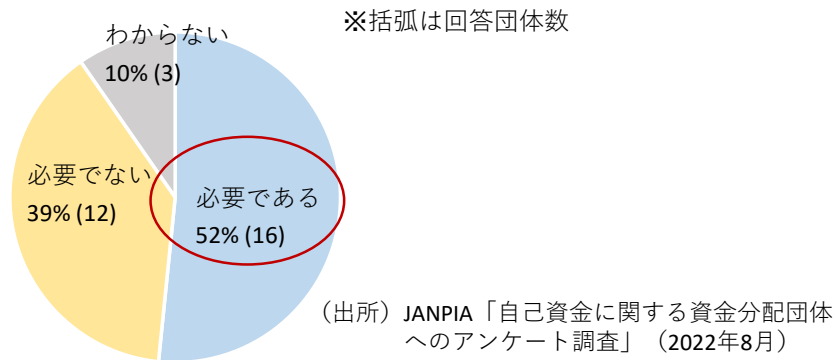 ※括弧は回答団体数
わからない
10% (3)
必要でない
39% (12)
必要である
52% (16)
（出所）JANPIA「自己資金に関する資金分配団体
へのアンケート調査」（2022年8月）